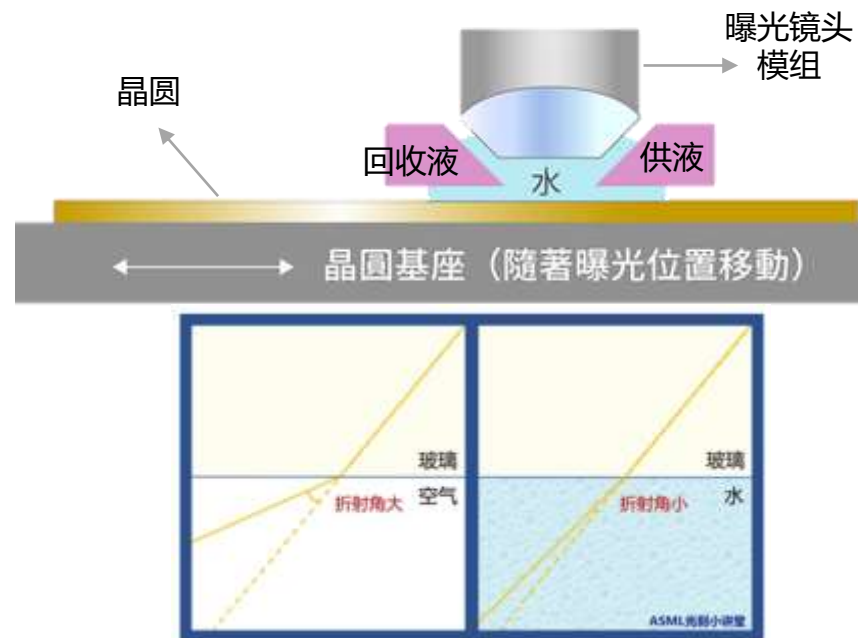 曝光镜头
模组
晶圆
回收液
供液
水
晶圓基座（隨著曝光位置移動）
玻璃
空气
折射角大
玻璃
水
折射角小
ASML光刻小讲堂